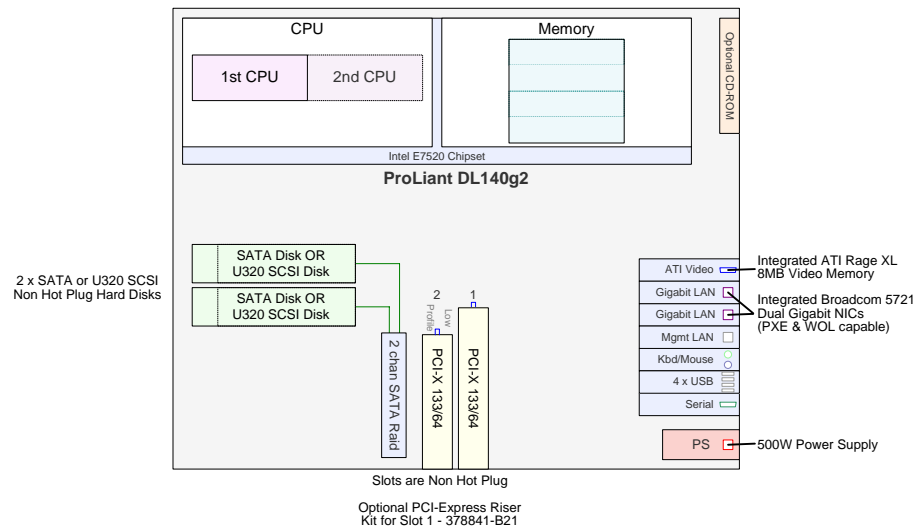 CPU
Memory
1st CPU
2nd CPU
Optional CD-ROM
Intel E7520 Chipset
ProLiant DL140g2
2 x SATA or U320 SCSI
Non Hot Plug Hard Disks
SATA Disk OR
U320 SCSI Disk
SATA Disk OR
U320 SCSI Disk
2 chan SATA Raid
2
Low
Profile
PCI-X 133/64
1
PCI-X 133/64
ATI Video
Gigabit LAN
Gigabit LAN
Mgmt LAN
Kbd/Mouse
4 x USB
Serial
PS
Integrated ATI Rage XL
8MB Video Memory
Integrated Broadcom 5721
Dual Gigabit NICs
(PXE & WOL capable)
500W Power Supply
Slots are Non Hot Plug
Optional PCI-Express Riser
Kit for Slot 1 - 378841-B21